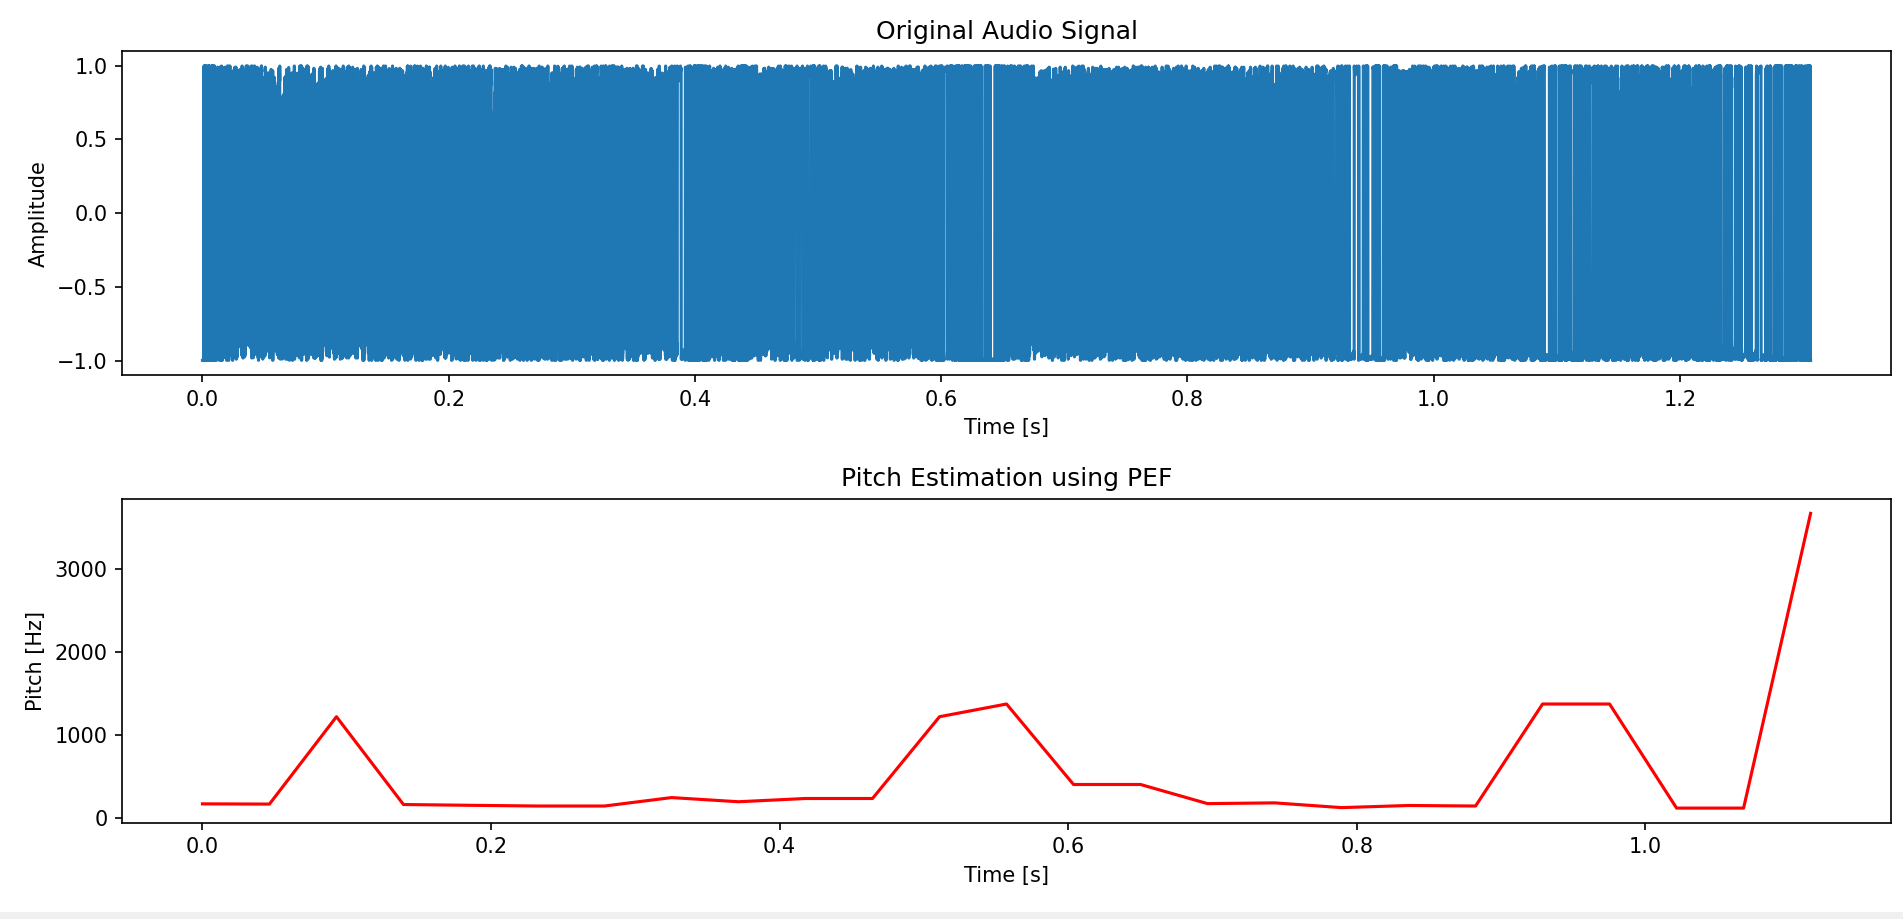 Original Audio Signal
1.0
0.5
0.0
−0.5
−1.0
Amplitude
0.0 0.2 0.4 0.6 0.8 1.0 1.2
Time [s]
Pitch Estimation using PEF
3000
2000
1000
0
Pitch [Hz]
0.0 0.2 0.4 0.6 0.8 1.0
Time [s]